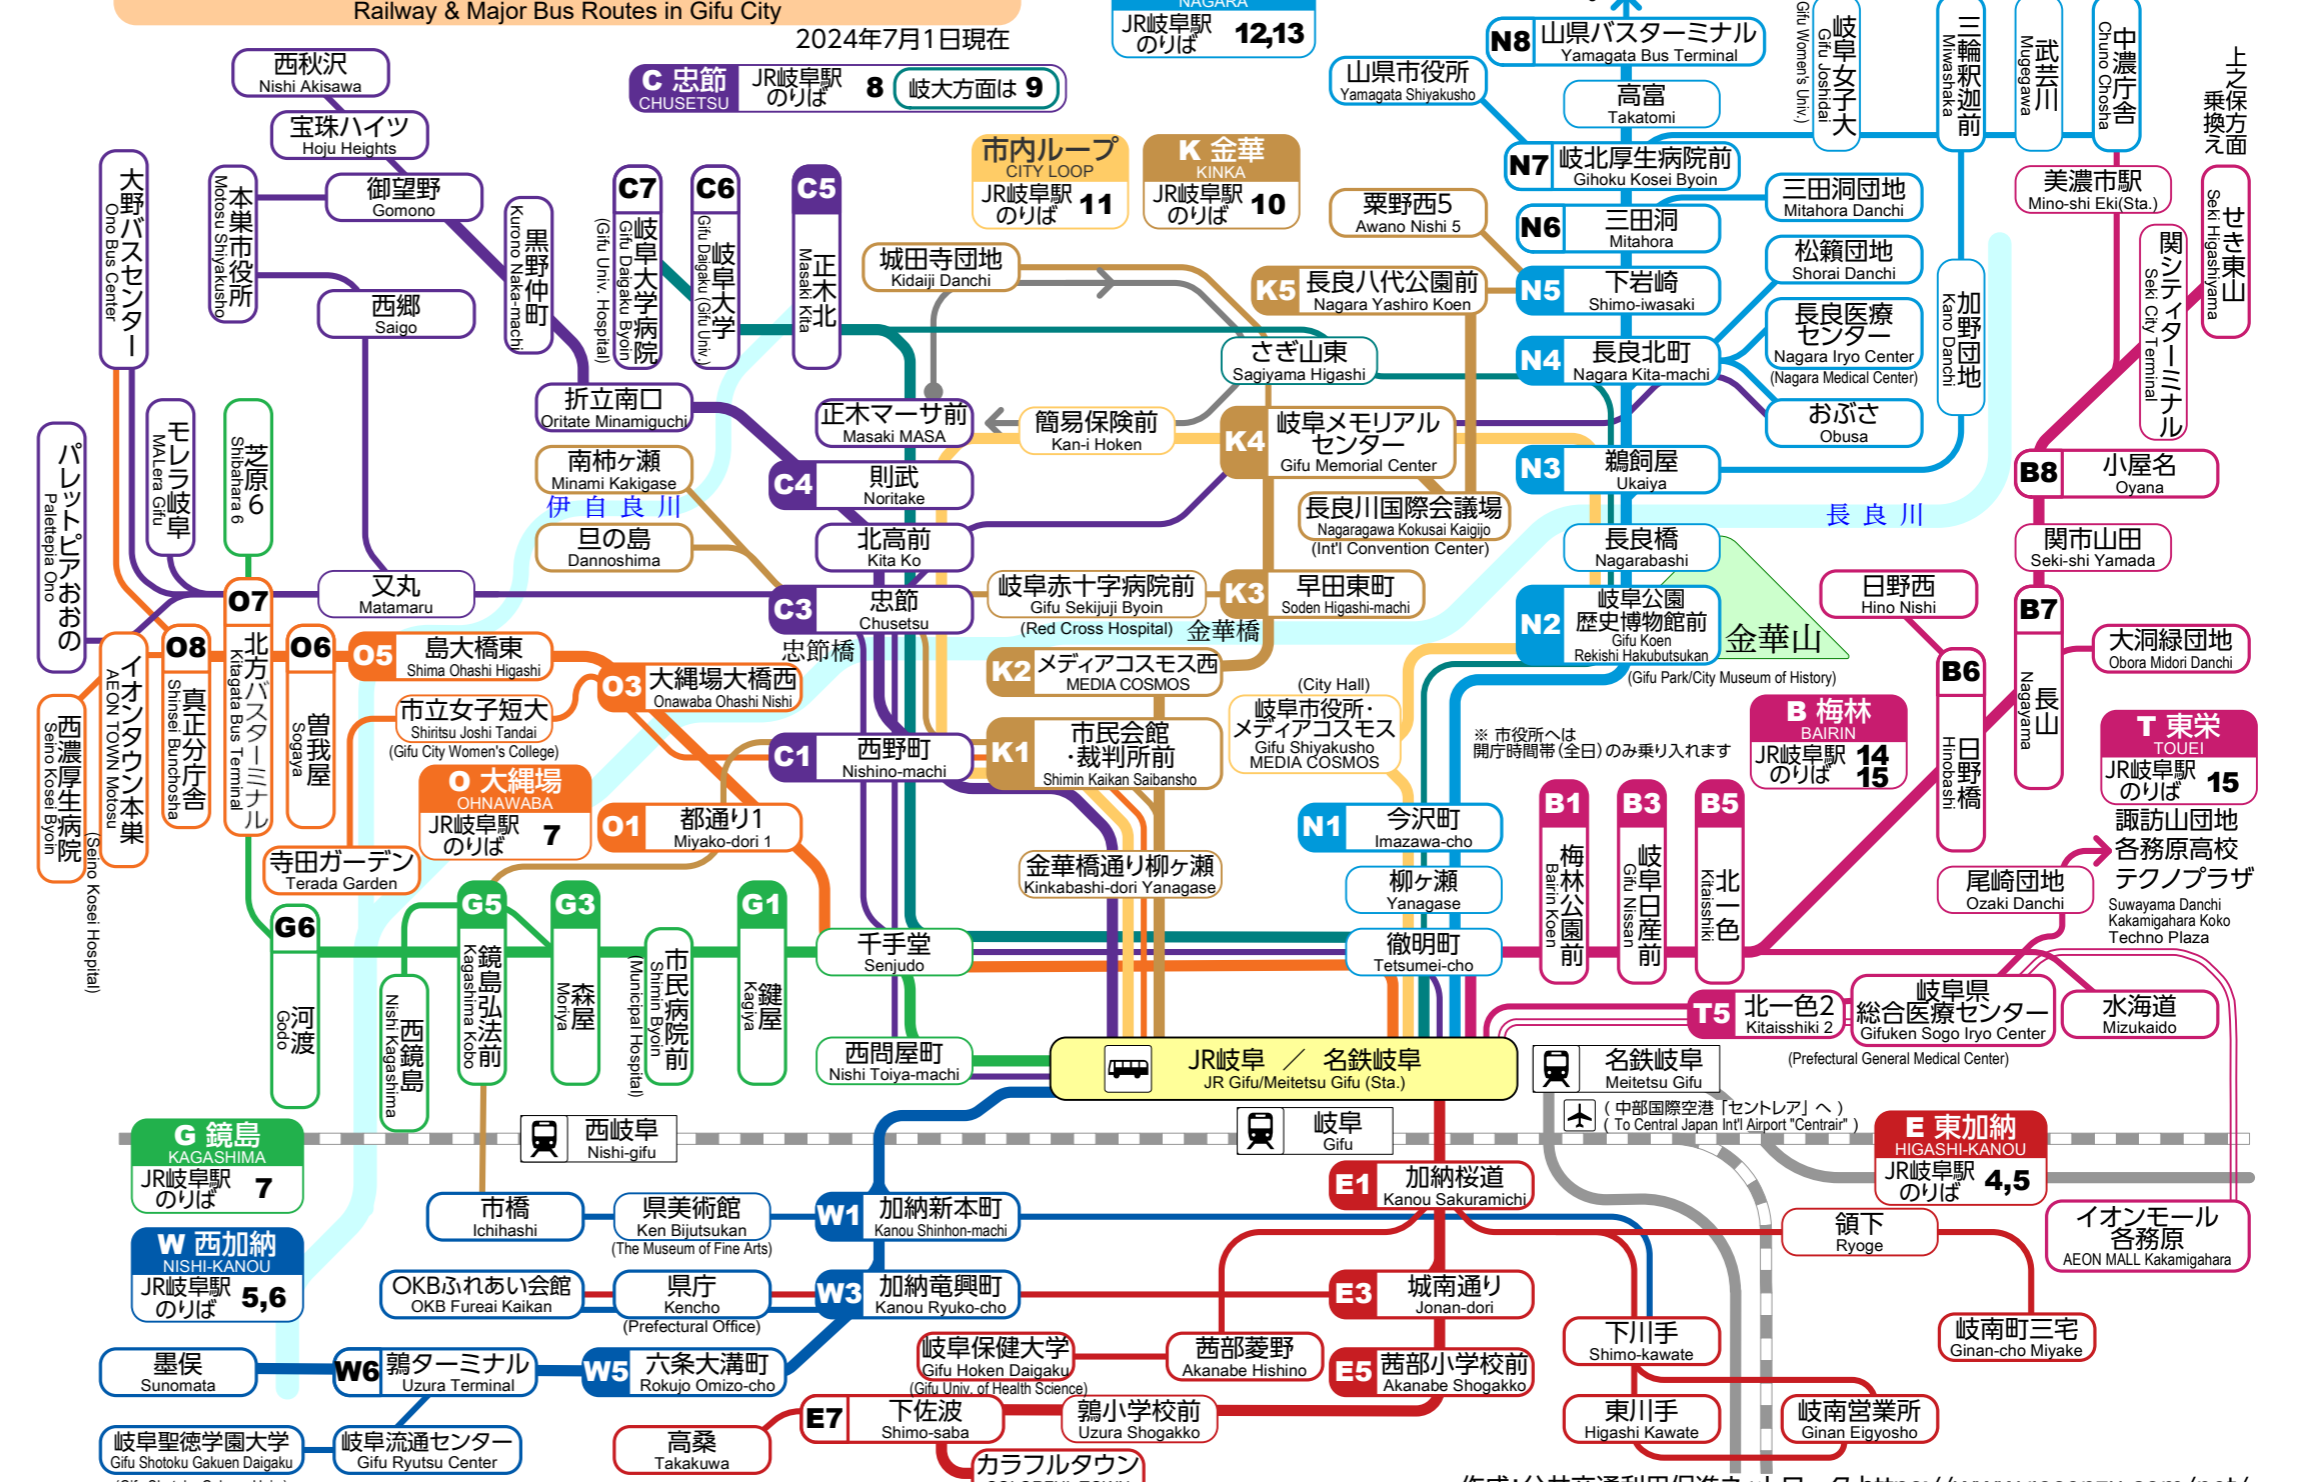 Railway & Major Bus Routes in Gifu City
2024年7月1日現在
NAGARA
JR岐阜駅
のりば
12,13
C 忠節
CHUSETSU
JR岐阜駅
のりば
8
岐大方面は 9
市内ループ
CITY LOOP
JR岐阜駅
のりば
11
K 金華
KINKA
JR岐阜駅
のりば
10
N8
山県バスターミナル
Yamagata Bus Terminal
山県市役所
Yamagata Shiyakusho
高富
Takatomi
N7
岐北厚生病院前
Gihoku Kosei Byoin
N6
三田洞
Mitahora
三田洞団地
Mitahora Danchi
粟野西5
Awano Nishi 5
N5
下岩崎
Shimo-iwasaki
松籟団地
Shorai Danchi
N4
長良北町
Nagara Kita-machi
長良医療
センター
Nagara Iryo Center
(Nagara Medical Center)
おぶさ
Obusa
N3
鵜飼屋
Ukaiya
長良橋
Nagarabashi
N2
岐阜公園
歴史博物館前
Gifu Koen
Rekishi Hakubutsukan
(Gifu Park/City Museum of History)
金華山
長良川
岐阜女子大
Gifu Joshidai
Gifu Women's Univ.)
三輪釈迦前
Miwashaka
武芸川
Mugegawa
中濃庁舎
Chuno Chosha
上之保方面
乗換え
美濃市駅
Mino-shi Eki(Sta.)
せき東山
Seki Higashiyama
関シティターミナル
Seki City Terminal
加野団地
Kano Danchi
B8
小屋名
Oyana
関市山田
Seki-shi Yamada
B7
長山
Nagayama
大洞緑団地
Obora Midori Danchi
日野西
Hino Nishi
B6
日野橋
Hinobashi
B 梅林
BAIRIN
JR岐阜駅
のりば
14
15
T 東栄
TOUEI
JR岐阜駅
のりば
15
諏訪山団地
各務原高校
テクノプラザ
Suwayama Danchi
Kakamigahara Koko
Techno Plaza
尾崎団地
Ozaki Danchi
B1
梅林公園前
Bairin Koen
B3
岐阜日産前
Gifu Nissan
B5
北一色
Kitaisshiki
T5
北一色2
Kitaisshiki 2
岐阜県
総合医療センター
Gifuken Sogo Iryo Center
(Prefectural General Medical Center)
水海道
Mizukaido
西秋沢
Nishi Akisawa
宝珠ハイツ
Hoju Heights
御望野
Gomono
大野バスセンター
Ono Bus Center
本巣市役所
Motosu Shiyakusho
西郷
Saigo
黒野仲町
Kurono Naka-machi
C7
岐阜大学病院
Gifu Daigaku Byoin
(Gifu Univ. Hospital)
C6
岐阜大学
Gifu Daigaku (Gifu Univ.)
C5
正木北
Masaki Kita
城田寺団地
Kidaiji Danchi
K5
長良八代公園前
Nagara Yashiro Koen
さぎ山東
Sagiyama Higashi
折立南口
Oritate Minamiguchi
正木マーサ前
Masaki MASA
簡易保険前
Kan-i Hoken
K4
岐阜メモリアル
センター
Gifu Memorial Center
南柿ヶ瀬
Minami Kakigase
伊自良川
C4
則武
Noritake
長良川国際会議場
Nagaragawa Kokusai Kaigijo
(Int'l Convention Center)
旦の島
Dannoshima
北高前
Kita Ko
パレットピアおおの
Palettepia Ono
モレラ岐阜
MALera Gifu
芝原6
Shibahara 6
又丸
Matamaru
C3
忠節
Chusetsu
忠節橋
岐阜赤十字病院前
Gifu Sekijuji Byoin
(Red Cross Hospital)
K3
早田東町
Soden Higashi-machi
金華橋
K2
メディアコスモス西
MEDIA COSMOS
(City Hall)
岐阜市役所・
メディアコスモス
Gifu Shiyakusho
MEDIA COSMOS
※ 市役所へは
開庁時間帯(全日)のみ乗り入れます
O7
北方バスターミナル
Kitagata Bus Terminal
O8
真正分庁舎
Shinsei Bunchosha
O6
曽我屋
Sogaya
O5
島大橋東
Shima Ohashi Higashi
O3
大縄場大橋西
Onawaba Ohashi Nishi
市立女子短大
Shiritsu Joshi Tandai
(Gifu City Women's College)
イオンタウン本巣
AEON TOWN Motosu
西濃厚生病院
Seino Kosei Byoin
(Seino Kosei Hospital)
O 大縄場
OHNAWABA
JR岐阜駅
のりば
7
C1
西野町
Nishino-machi
K1
市民会館
・裁判所前
Shimin Kaikan Saibansho
O1
都通り1
Miyako-dori 1
寺田ガーデン
Terada Garden
金華橋通り柳ヶ瀬
Kinkabashi-dori Yanagase
N1
今沢町
Imazawa-cho
柳ヶ瀬
Yanagase
徹明町
Tetsumei-cho
G6
河渡
Godo
西鏡島
Nishi Kagashima
G5
鏡島弘法前
Kagashima Kobo
G3
森屋
Moriya
市民病院前
Shimin Byoin
(Municipal Hospital)
G1
鍵屋
Kagiya
千手堂
Senjudo
西問屋町
Nishi Toiya-machi
JR岐阜 ／ 名鉄岐阜
JR Gifu/Meitetsu Gifu (Sta.)
名鉄岐阜
Meitetsu Gifu
( 中部国際空港「セントレア」へ )
( To Central Japan Int'l Airport "Centrair" )
G 鏡島
KAGASHIMA
JR岐阜駅
のりば
7
西岐阜
Nishi-gifu
岐阜
Gifu
E 東加納
HIGASHI-KANOU
JR岐阜駅
のりば
4,5
W 西加納
NISHI-KANOU
JR岐阜駅
のりば
5,6
市橋
Ichihashi
県美術館
Ken Bijutsukan
(The Museum of Fine Arts)
W1
加納新本町
Kanou Shinhon-machi
E1
加納桜道
Kanou Sakuramichi
領下
Ryoge
イオンモール
各務原
AEON MALL Kakamigahara
OKBふれあい会館
OKB Fureai Kaikan
県庁
Kencho
(Prefectural Office)
W3
加納竜興町
Kanou Ryuko-cho
E3
城南通り
Jonan-dori
墨俣
Sunomata
W6
鶉ターミナル
Uzura Terminal
W5
六条大溝町
Rokujo Omizo-cho
岐阜保健大学
Gifu Hoken Daigaku
(Gifu Univ. of Health Science)
茜部菱野
Akanabe Hishino
E5
茜部小学校前
Akanabe Shogakko
下川手
Shimo-kawate
岐南町三宅
Ginan-cho Miyake
岐阜聖徳学園大学
Gifu Shotoku Gakuen Daigaku
岐阜流通センター
Gifu Ryutsu Center
高桑
Takakuwa
E7
下佐波
Shimo-saba
鶉小学校前
Uzura Shogakko
東川手
Higashi Kawate
岐南営業所
Ginan Eigyosho
カラフルタウン